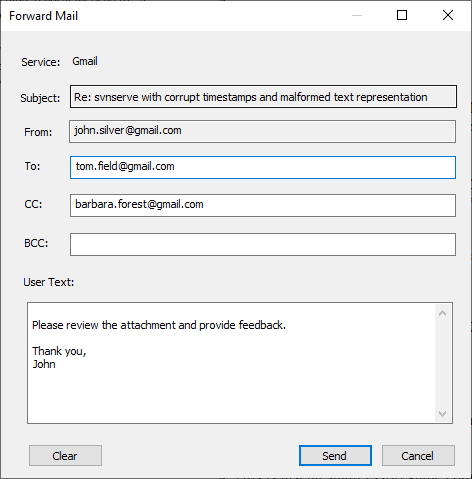 Forward Mail
Service: Gmail
Subject: Re: svnserve with corrupt timestamps and malformed text representation
From: john.silver@gmail.com
To: tom.field@gmail.com
CC: barbara.forest@gmail.com
BCC:
User Text:
Please review the attachment and provide feedback.
Thank you,
John
Clear Send Cancel